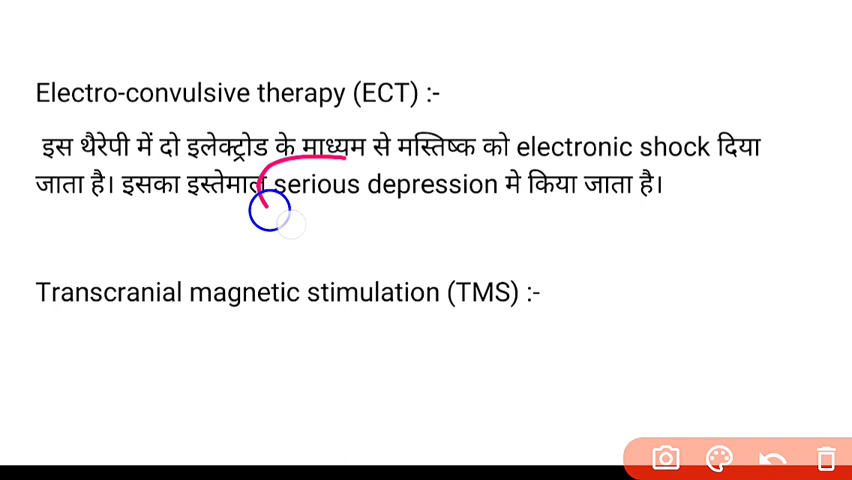 Electro-convulsive therapy (ECT) :-
इस थैरेपी में दो इलेक्ट्रोड के माध्यम से मस्तिष्क को electronic shock दिया
जाता है। इसका इस्तेमाल serious depression मे किया जाता है।
Transcranial magnetic stimulation (TMS) :-